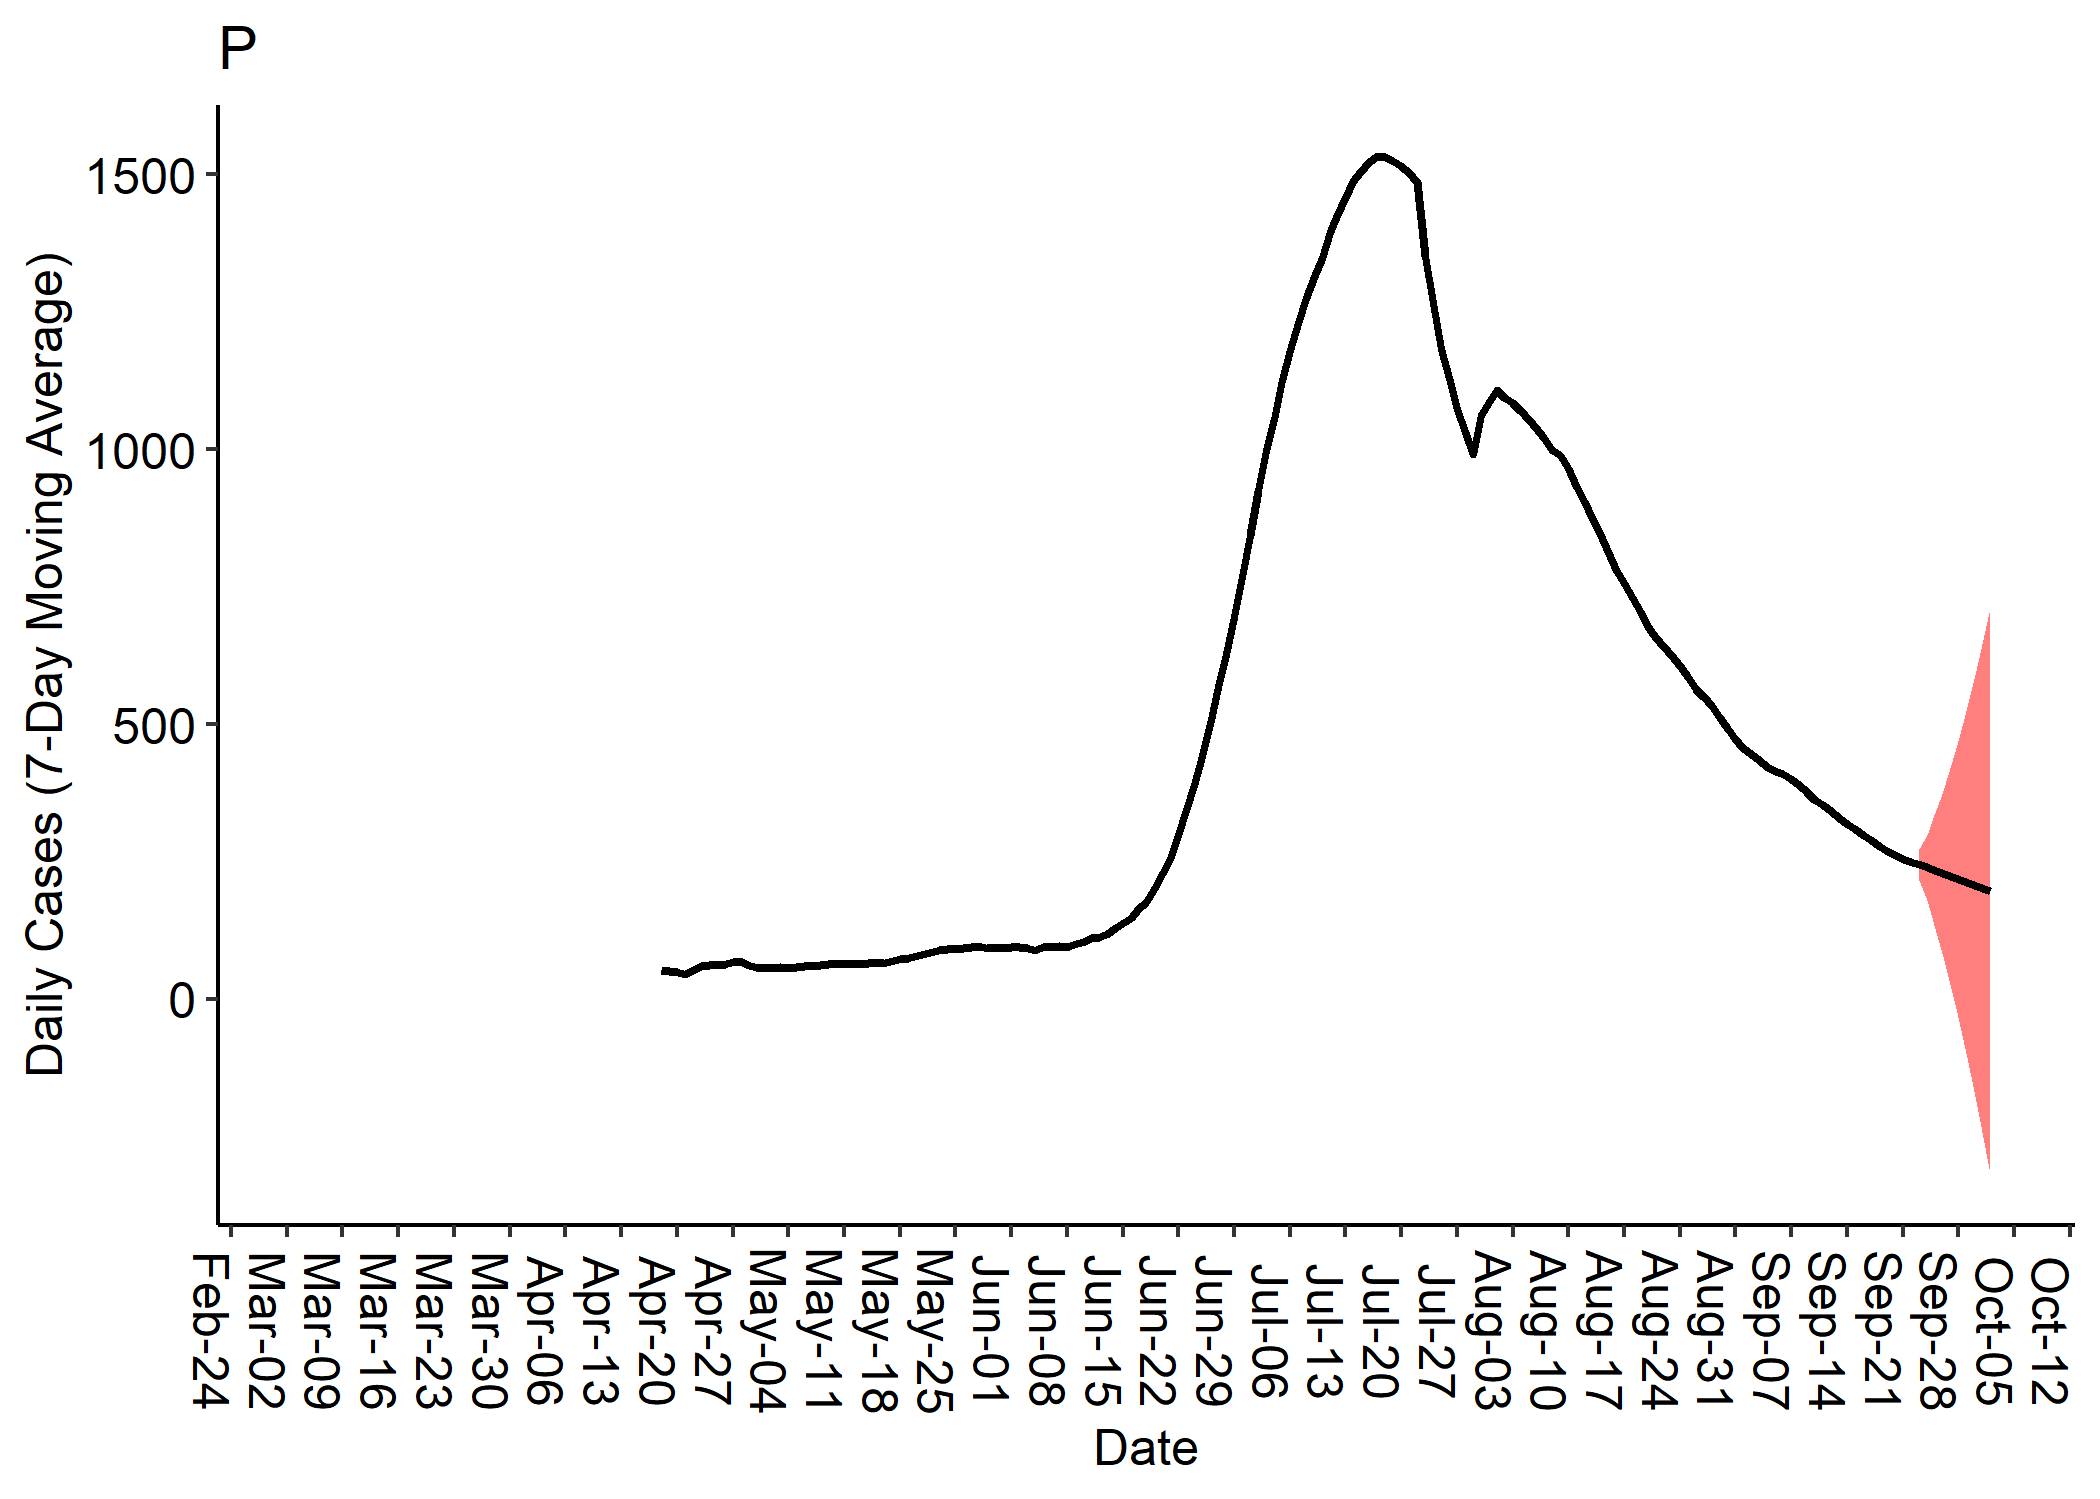 P
Daily Cases (7-Day Moving Average)
1500
1000
500
0
Feb-24
Mar-02
Mar-09
Mar-16
Mar-23
Mar-30
Apr-06
Apr-13
Apr-20
Apr-27
May-04
May-11
May-18
May-25
Jun-01
Jun-08
Jun-15
Jun-22
Jun-29
Jul-06
Jul-13
Jul-20
Jul-27
Aug-03
Aug-10
Aug-17
Aug-24
Aug-31
Sep-07
Sep-14
Sep-21
Sep-28
Oct-05
Oct-12
Date